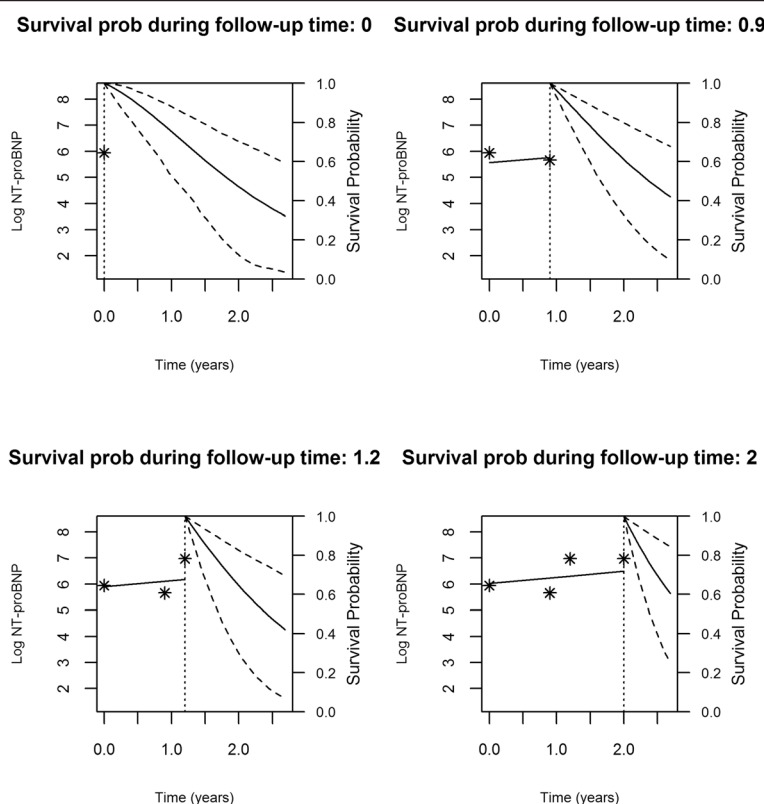 Survival prob during follow-up time: 0
8
7
6
5
4
3
2
Log NT-proBNP
1.0
0.8
0.6
0.4
0.2
0.0
Survival Probability
0.0 1.0 2.0
Time (years)
Survival prob during follow-up time: 0.9
8
7
6
5
4
3
2
Log NT-proBNP
1.0
0.8
0.6
0.4
0.2
0.0
Survival Probability
0.0 1.0 2.0
Time (years)
Survival prob during follow-up time: 1.2
8
7
6
5
4
3
2
Log NT-proBNP
1.0
0.8
0.6
0.4
0.2
0.0
Survival Probability
0.0 1.0 2.0
Time (years)
Survival prob during follow-up time: 2
8
7
6
5
4
3
2
Log NT-proBNP
1.0
0.8
0.6
0.4
0.2
0.0
Survival Probability
0.0 1.0 2.0
Time (years)